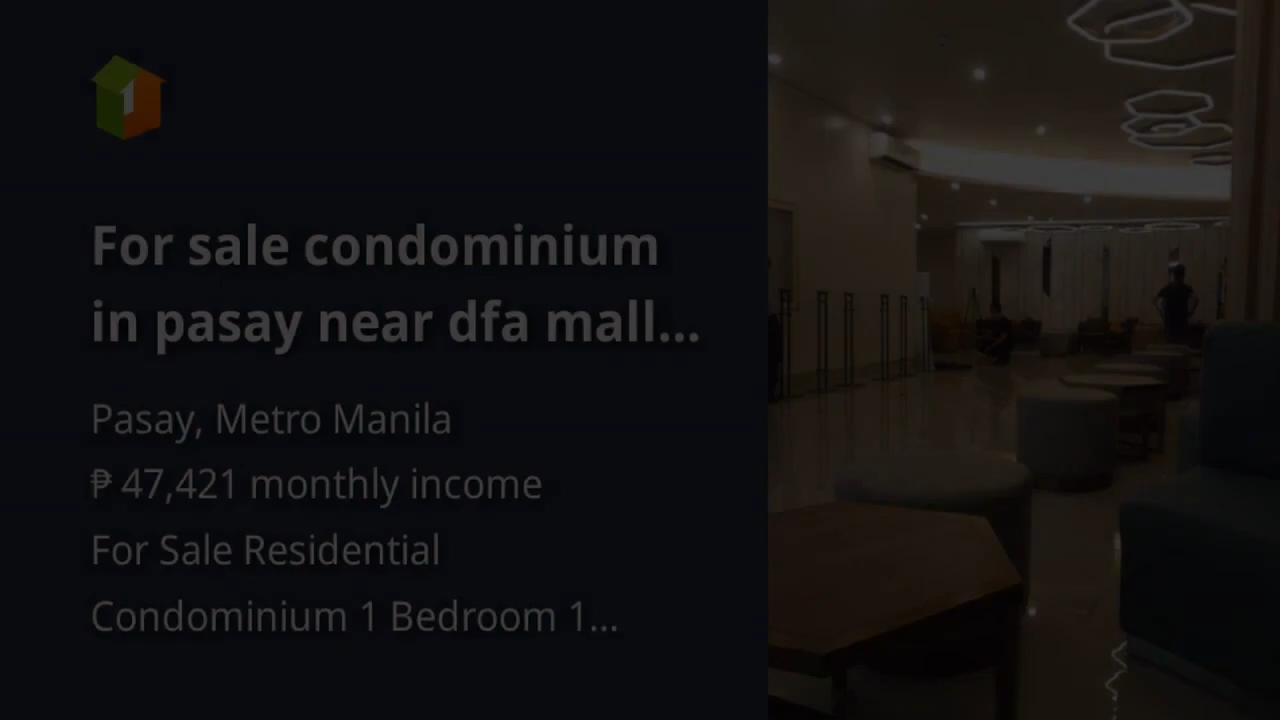 For sale condominium
in pasay near dfa mall...
Pasay, Metro Manila
₱ 47,421 monthly income
For Sale Residential
Condominium 1 Bedroom 1...